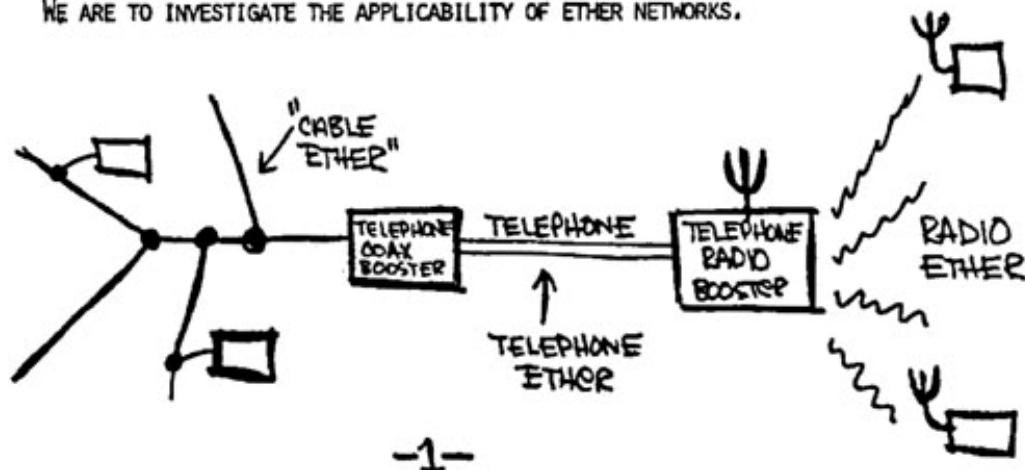 WE ARE TO INVESTIGATE THE APPLICABILITY OF ETHER NETWORKS.
"CABLE
ETHER"
TELEPHONE
COAX
BOOSTER
TELEPHONE
TELEPHONE
ETHER
TELEPHONE
RADIO
BOOSTER
RADIO
ETHER
-1-